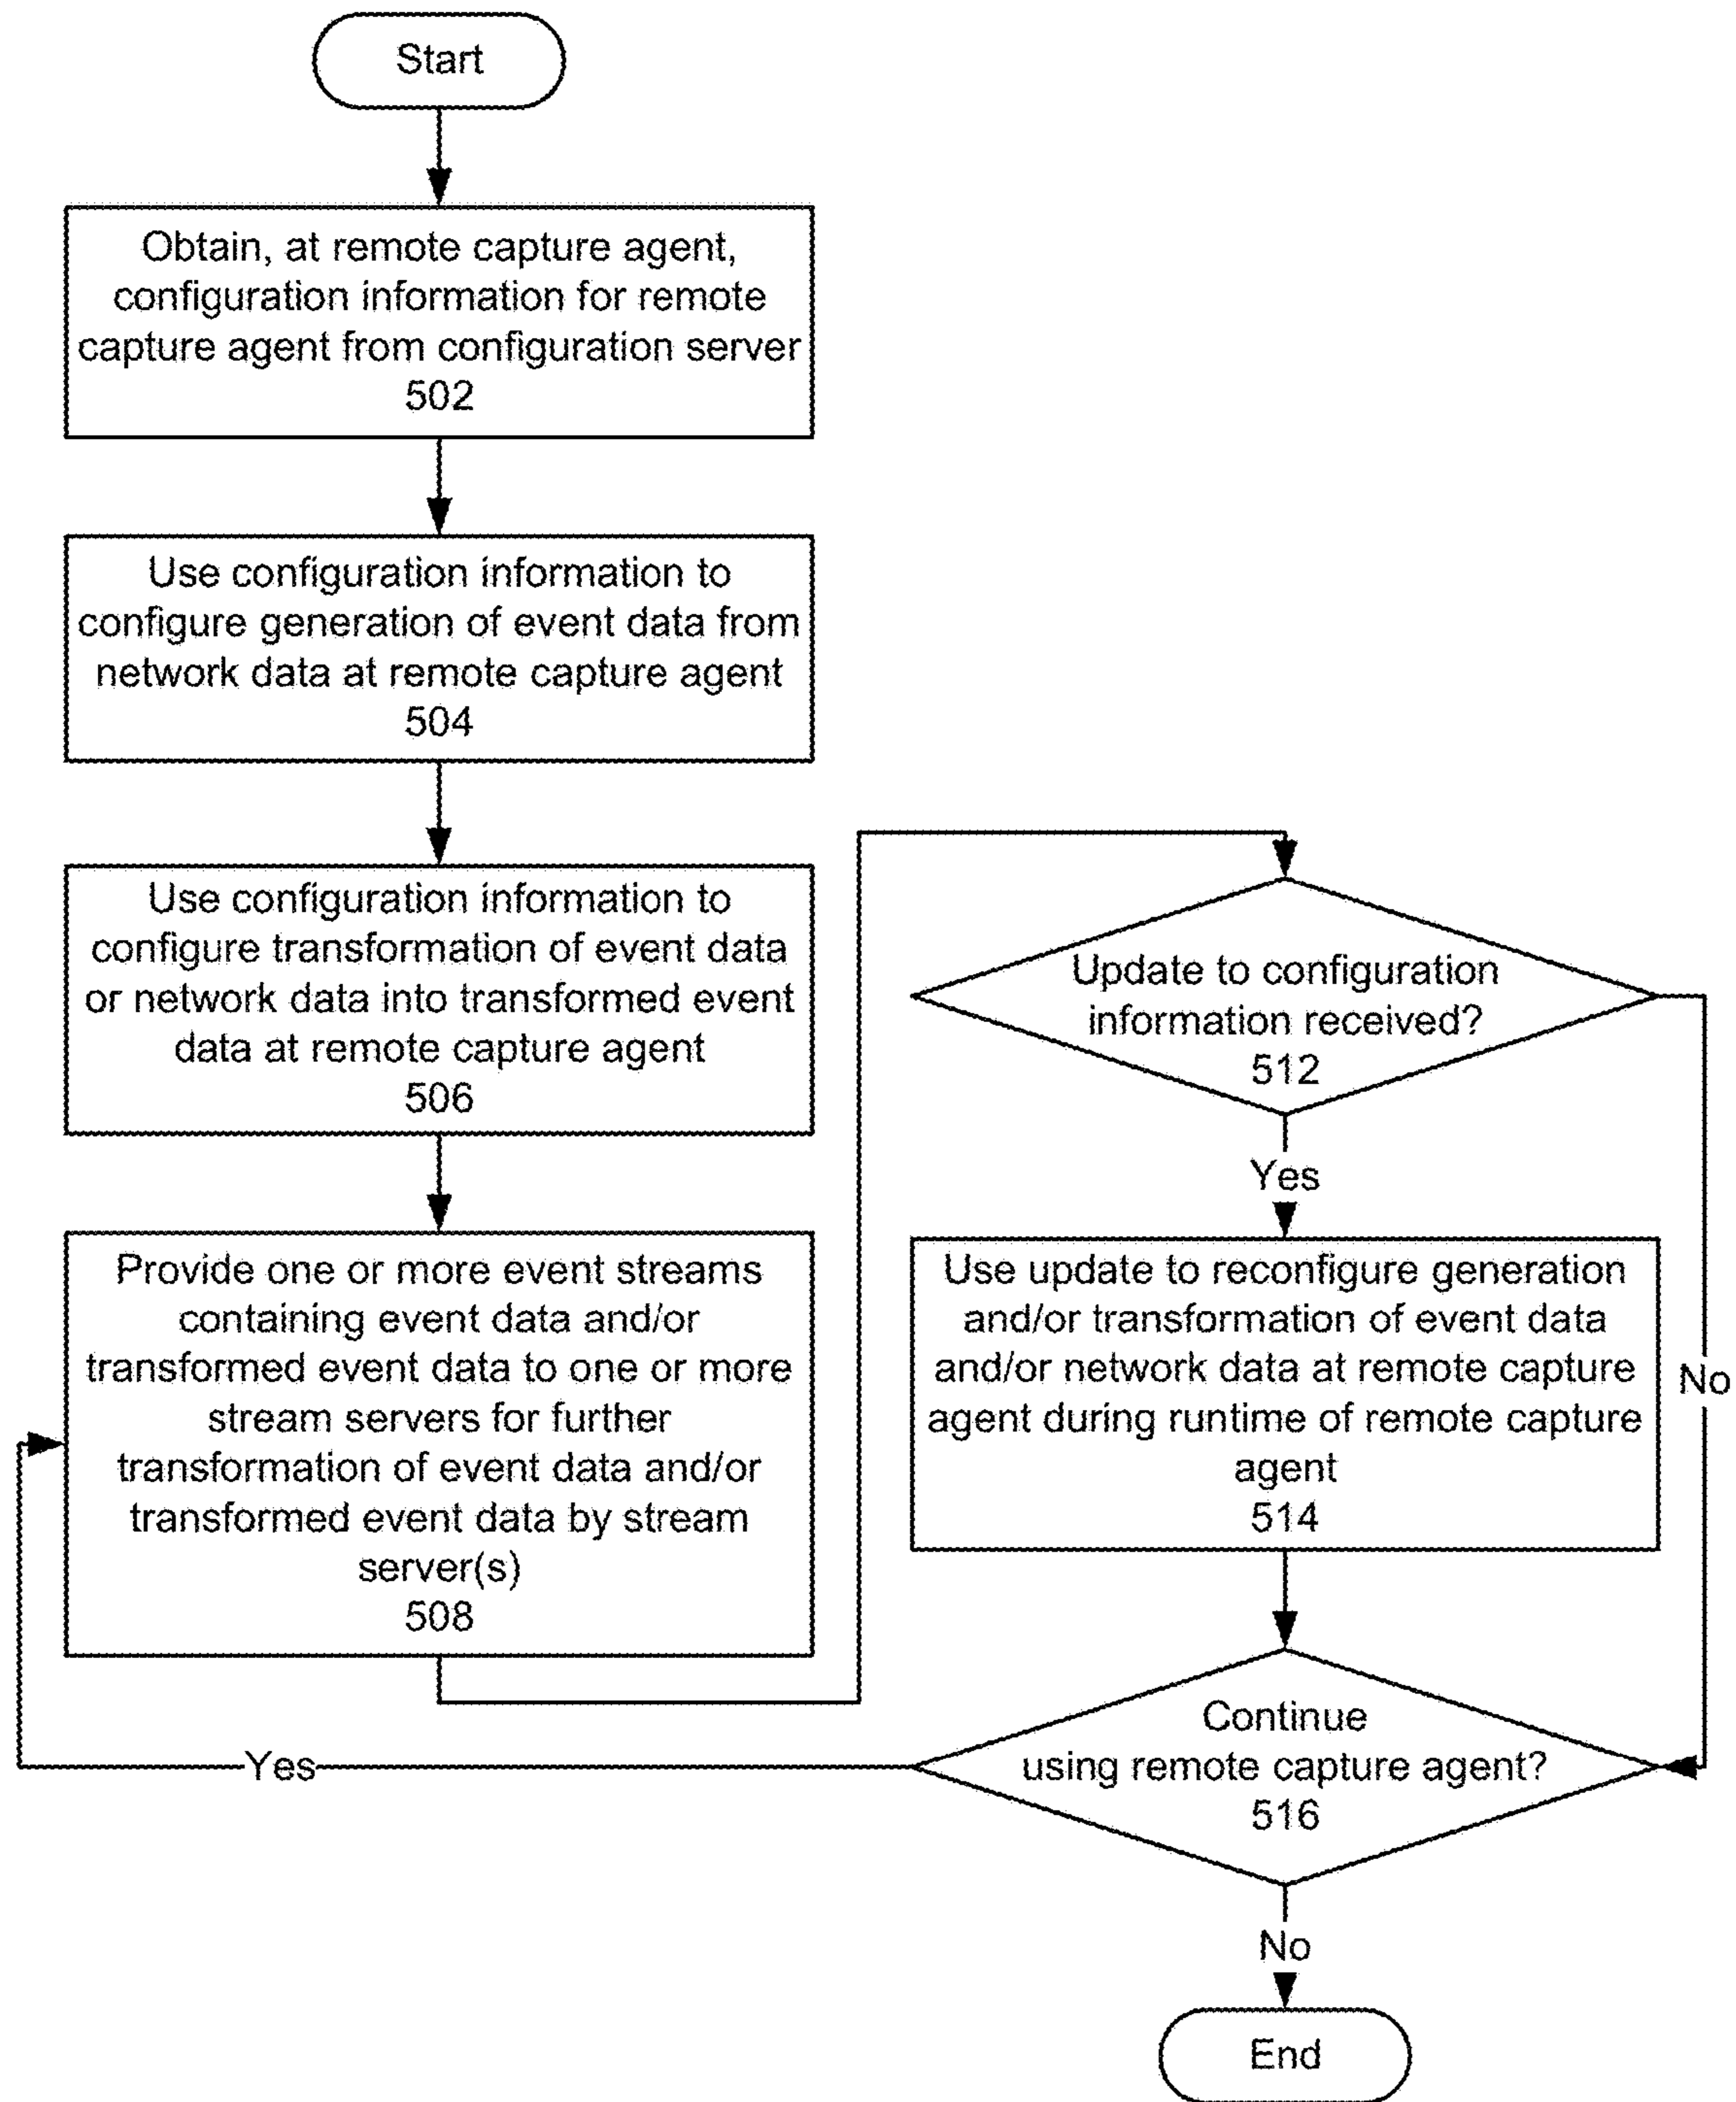 Start
Obtain, at remote capture agent,
configuration information for remote
capture agent from configuration server
502
Use configuration information to
configure generation of event data from
network data at remote capture agent
504
Use configuration information to
configure transformation of event data
or network data into transformed event
data at remote capture agent
506
Provide one or more event streams
containing event data and/or
transformed event data to one or more
stream servers for further
transformation of event data and/or
transformed event data by stream
server(s)
508
Update to configuration
information received?
512
Yes
No
Use update to reconfigure generation
and/or transformation of event data
and/or network data at remote capture
agent during runtime of remote capture
agent
514
Continue
using remote capture agent?
516
Yes
No
End